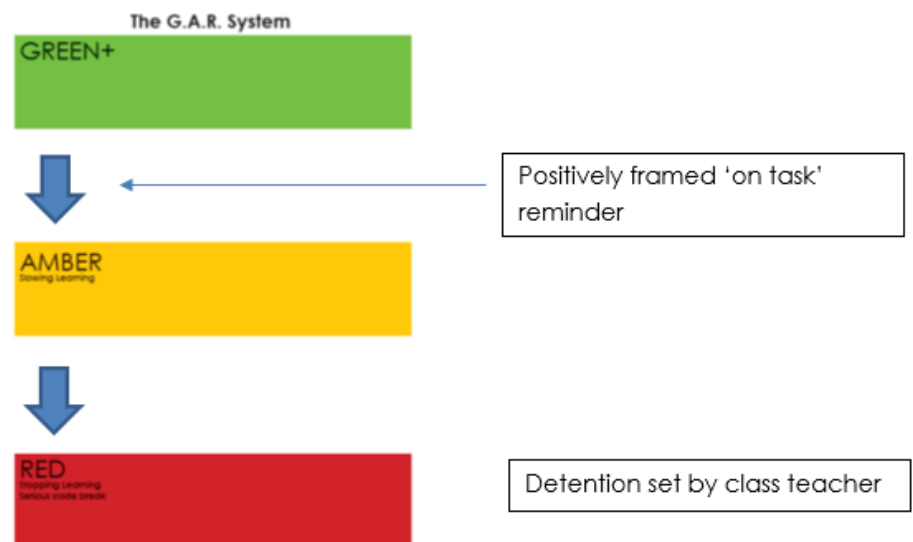 The G.A.R. System
GREEN+
Positively framed ‘on task’
reminder
AMBER
Slowing Learning
RED
Stopping Learning
Serious code break
Detention set by class teacher